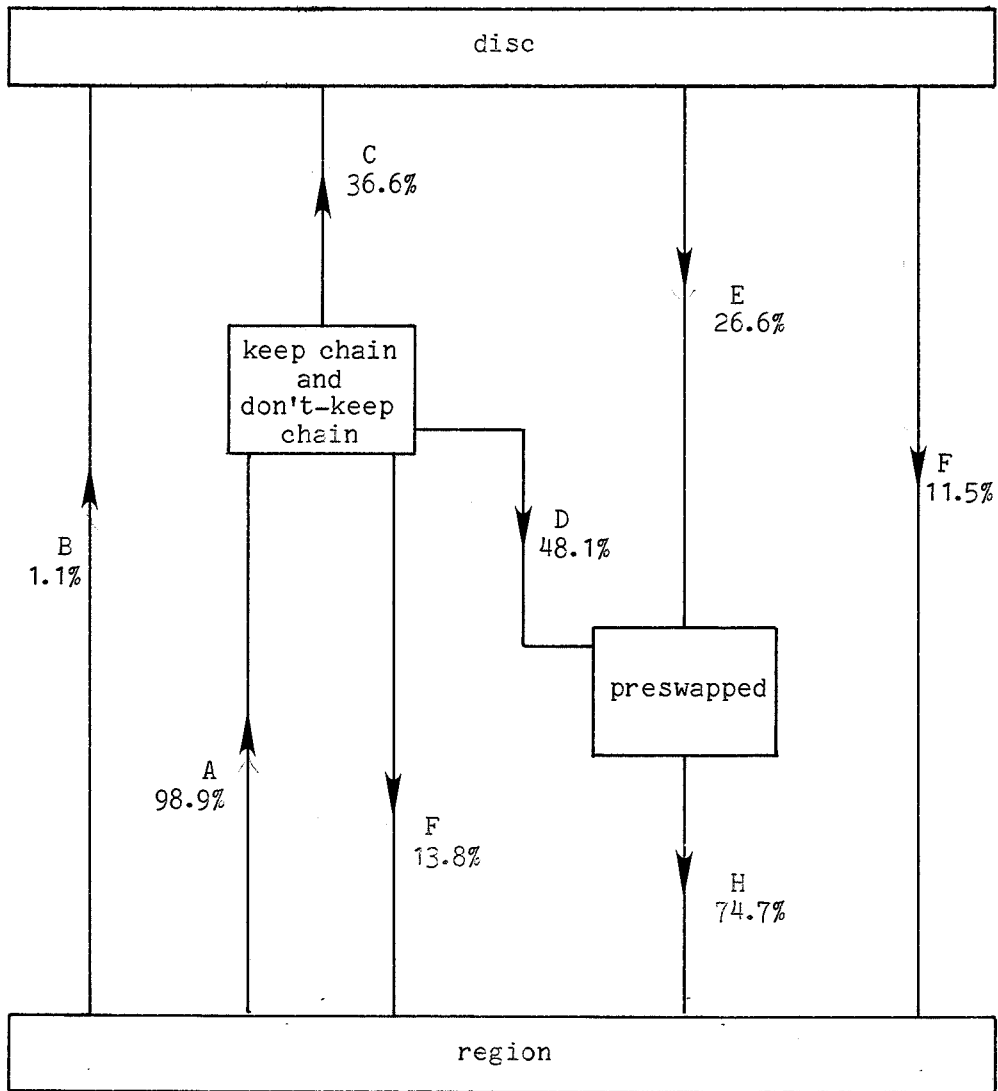 disc
C
36.6%
E
26.6%
keep chain
and
don't-keep
chain
F
11.5%
D
48.1%
B
1.1%
preswapped
A
98.9%
F
13.8%
H
74.7%
region